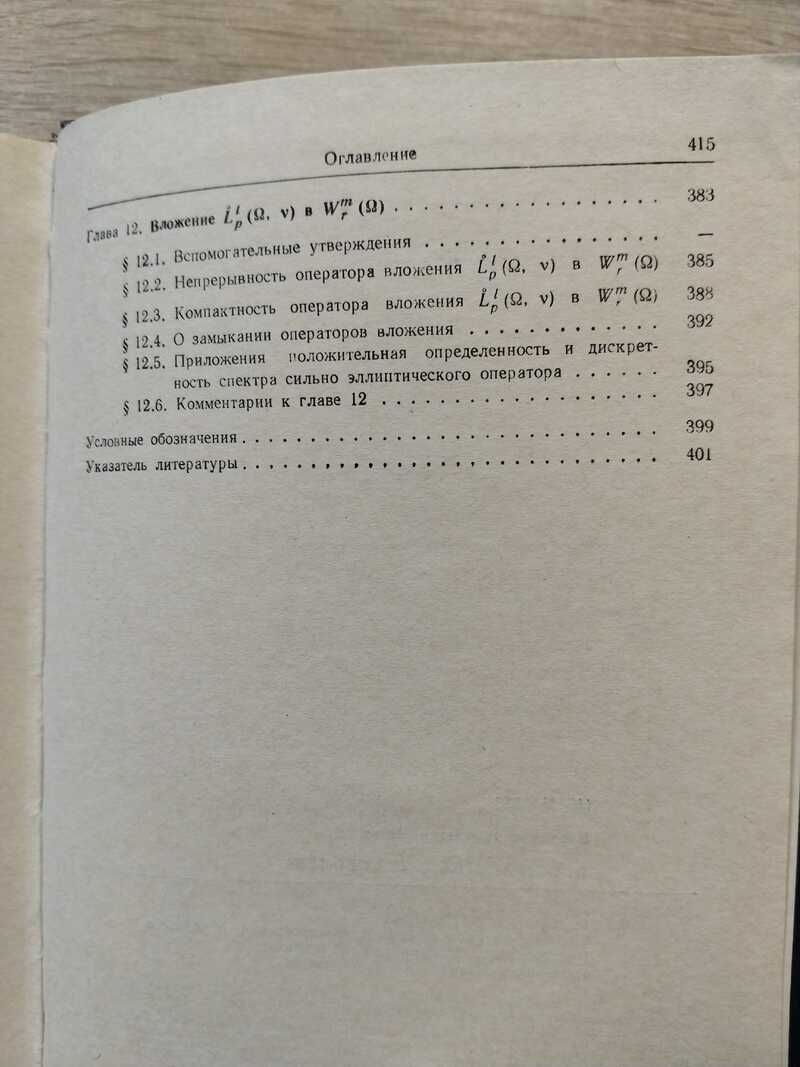 Оглавление 415
Глава 12. Вложение L̊ₚˡ(Ω, ν) в Wᵣᵐ(Ω) . . . . . . . . . . . . . . . . . . 383
§ 12.1. Вспомогательные утверждения . . . . . . . . . . . . . . . . —
§ 12.2. Непрерывность оператора вложения L̊ₚˡ(Ω, ν) в Wᵣᵐ(Ω) 385
§ 12.3. Компактность оператора вложения L̊ₚˡ(Ω, ν) в Wᵣᵐ(Ω) 388
§ 12.4. О замыкании операторов вложения . . . . . . . . . . . . . 392
§ 12.5. Приложения положительная определенность и дискрет-
ность спектра сильно эллиптического оператора . . . . . . 395
§ 12.6. Комментарии к главе 12 . . . . . . . . . . . . . . . . . . . 397
Условные обозначения . . . . . . . . . . . . . . . . . . . . . . . . . . . . 399
Указатель литературы . . . . . . . . . . . . . . . . . . . . . . . . . . . . 401